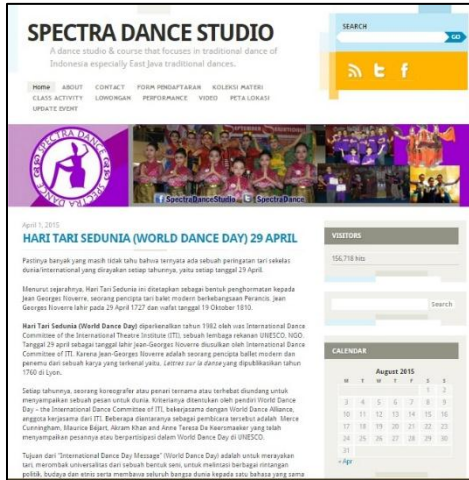 SPECTRA DANCE STUDIO
A dance studio & course that focuses in traditional dance of
Indonesia especially East Java traditional dances.
Home ABOUT CONTACT FORM PENDAFTARAN KOLEKSI MATERI
CLASS ACTIVITY LOWONGAN PERFORMANCE VIDEO PETA LOKASI
UPDATE EVENT
SEARCH
GO
SPECTRA DANCE
SPECTRA DANCE
SpectraDanceStudio @SpectraDance
April 1, 2015
HARI TARI SEDUNIA (WORLD DANCE DAY) 29 APRIL
Pastinya banyak yang masih tidak tahu bahwa ternyata ada sebuah peringatan tari sekelas
dunia/international yang dirayakan setiap tahunnya, yaitu setiap tanggal 29 April.
Menurut sejarahnya, Hari Tari Sedunia ini ditetapkan sebagai bentuk penghormatan kepada
Jean Georges Noverre, seorang pencipta tari balet modern berkebangsaan Perancis. Jean
Georges Noverre lahir pada 29 April 1727 dan wafat tanggal 19 Oktober 1810.
Hari Tari Sedunia (World Dance Day) diperkenalkan tahun 1982 oleh was International Dance
Committee of the International Theatre Institute (ITI), sebuah lembaga rekanan UNESCO, NGO.
Tanggal 29 april sebagai tanggal lahir Jean-Georges Noverre diusulkan oleh International Dance
Committee of ITI. Karena Jean-Georges Noverre adalah seorang pencipta ballet modern dan
penemu dari sebuah karya yang terkenal yaitu, Lettres sur la danse yang dipublikasikan tahun
1760 di Lyon.
Setiap tahunnya, seorang koreografer atau penari ternama atau terhebat diundang untuk
menyampaikan sebuah pesan untuk dunia. Kriterianya ditentukan oleh pendiri World Dance
Day – the International Dance Committee of ITI, bekerjasama dengan World Dance Alliance,
anggota kerjasama dari ITI. Beberapa diantaranya sebagai pembicara tersebut adalah Merce
Cunningham, Maurice Béjart, Akram Khan and Anne Teresa De Keersmaeker yang telah
menyampaikan pesannya atau berpartisipasi dalam World Dance Day di UNESCO.
Tujuan dari "International Dance Day Message" (World Dance Day) adalah untuk merayakan
tari, merombak universalitas dari sebuah bentuk seni, untuk melintasi berbagai rintangan
politik, budaya dan etnis serta membawa seluruh bangsa dunia kepada satu bahasa yang sama
VISITORS
156,718 hits
Search
CALENDAR
August 2015
M T W T F S S
1 2
3 4 5 6 7 8 9
10 11 12 13 14 15 16
17 18 19 20 21 22 23
24 25 26 27 28 29 30
31
« Apr